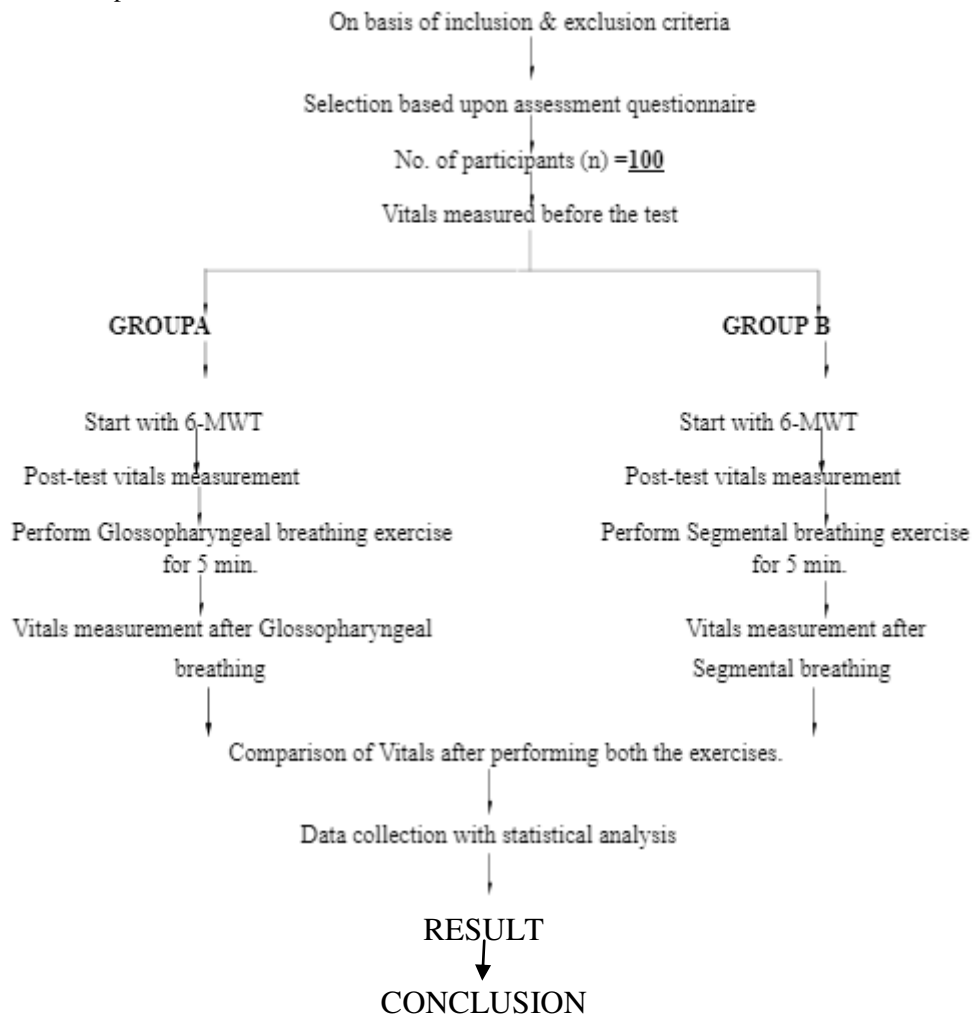 On basis of inclusion & exclusion criteria
Selection based upon assessment questionnaire
No. of participants (n) =100
Vitals measured before the test
GROUPA
Start with 6-MWT
Post-test vitals measurement
Perform Glossopharyngeal breathing exercise
for 5 min.
Vitals measurement after Glossopharyngeal
breathing
GROUP B
Start with 6-MWT
Post-test vitals measurement
Perform Segmental breathing exercise
for 5 min.
Vitals measurement after
Segmental breathing
Comparison of Vitals after performing both the exercises.
Data collection with statistical analysis
RESULT
CONCLUSION